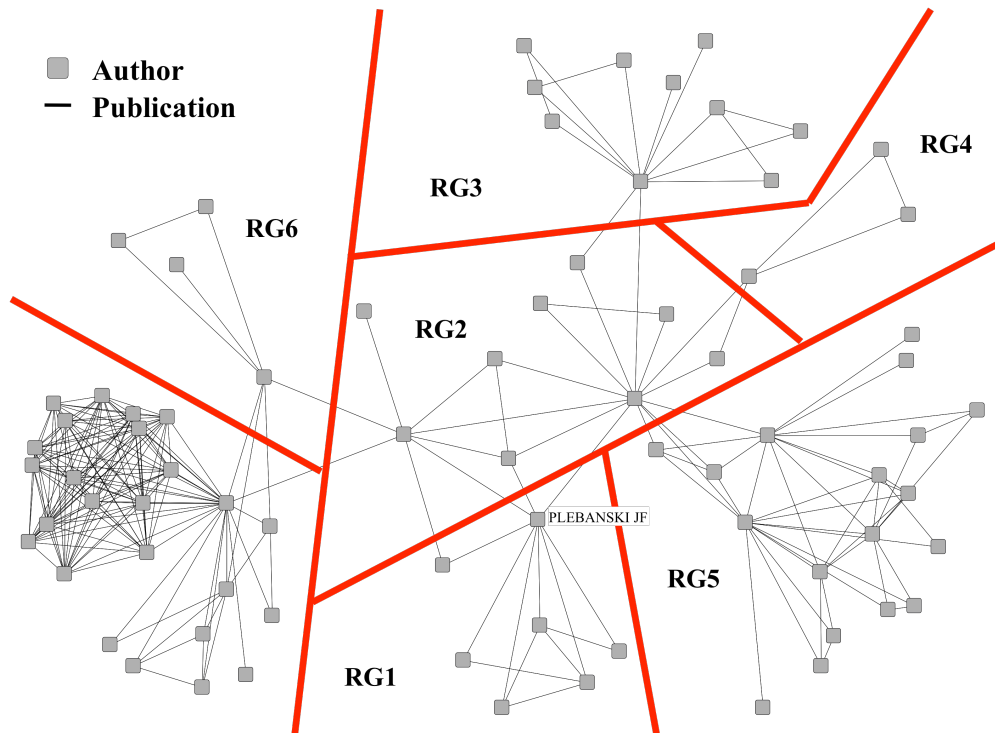 Author
Publication
RG4
RG3
RG6
RG2
PLEBANSKI JF
RG5
RG1